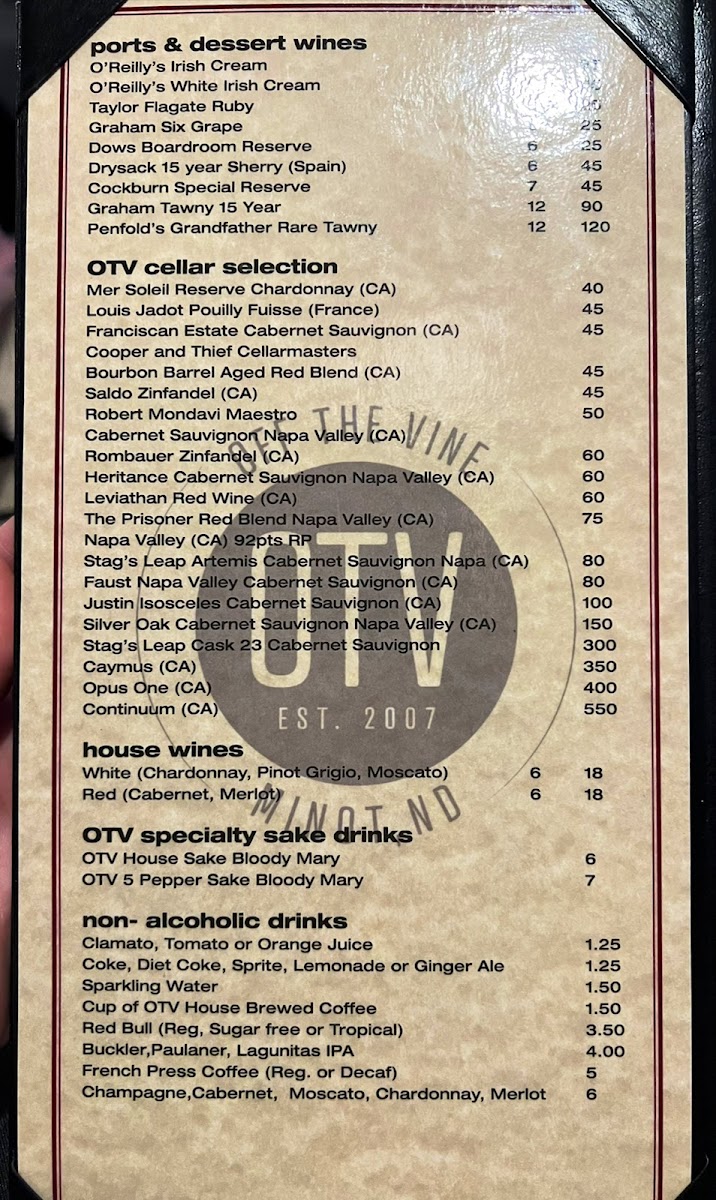 ports & dessert wines
O'Reilly's Irish Cream
O'Reilly's White Irish Cream
Taylor Flagate Ruby
Graham Six Grape 25
Dows Boardroom Reserve 6 25
Drysack 15 year Sherry (Spain) 6 45
Cockburn Special Reserve 7 45
Graham Tawny 15 Year 12 90
Penfold's Grandfather Rare Tawny 12 120
OTV cellar selection
Mer Soleil Reserve Chardonnay (CA) 40
Louis Jadot Pouilly Fuisse (France) 45
Franciscan Estate Cabernet Sauvignon (CA) 45
Cooper and Thief Cellarmasters
Bourbon Barrel Aged Red Blend (CA) 45
Saldo Zinfandel (CA) 45
Robert Mondavi Maestro 50
Cabernet Sauvignon Napa Valley (CA)
Rombauer Zinfandel (CA) 60
Heritance Cabernet Sauvignon Napa Valley (CA) 60
Leviathan Red Wine (CA) 60
The Prisoner Red Blend Napa Valley (CA) 75
Napa Valley (CA) 92pts RP
Stag's Leap Artemis Cabernet Sauvignon Napa (CA) 80
Faust Napa Valley Cabernet Sauvignon (CA) 80
Justin Isosceles Cabernet Sauvignon (CA) 100
Silver Oak Cabernet Sauvignon Napa Valley (CA) 150
Stag's Leap Cask 23 Cabernet Sauvignon 300
Caymus (CA) 350
Opus One (CA) 400
Continuum (CA) 550
OFF THE VINE
OTV
EST. 2007
MINOT, ND
house wines
White (Chardonnay, Pinot Grigio, Moscato) 6 18
Red (Cabernet, Merlot) 6 18
OTV specialty sake drinks
OTV House Sake Bloody Mary 6
OTV 5 Pepper Sake Bloody Mary 7
non- alcoholic drinks
Clamato, Tomato or Orange Juice 1.25
Coke, Diet Coke, Sprite, Lemonade or Ginger Ale 1.25
Sparkling Water 1.50
Cup of OTV House Brewed Coffee 1.50
Red Bull (Reg, Sugar free or Tropical) 3.50
Buckler,Paulaner, Lagunitas IPA 4.00
French Press Coffee (Reg. or Decaf) 5
Champagne,Cabernet, Moscato, Chardonnay, Merlot 6